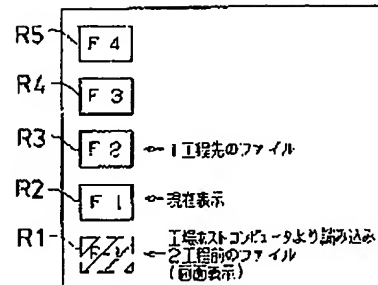 R5 F 4
R4 F 3
R3 F 2 ←1工程先のファイル
R2 F 1 ←現在表示
R1 工場ホストコンピュータより読み込み
←2工程前のファイル
(画面表示)